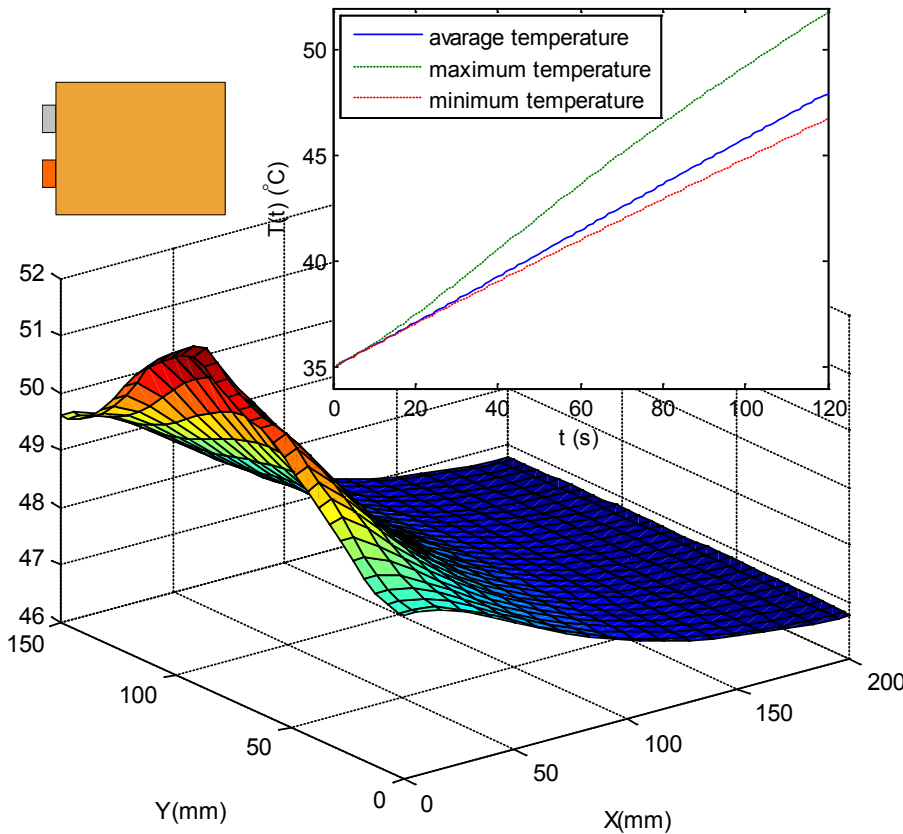 50
45
40
35
T(t) (°C)
avarage temperature
maximum temperature
minimum temperature
0 20 40 60 80 100 120
t (s)
52
51
50
49
48
47
46
150
100
50
0
Y(mm)
0
50
100
150
200
X(mm)